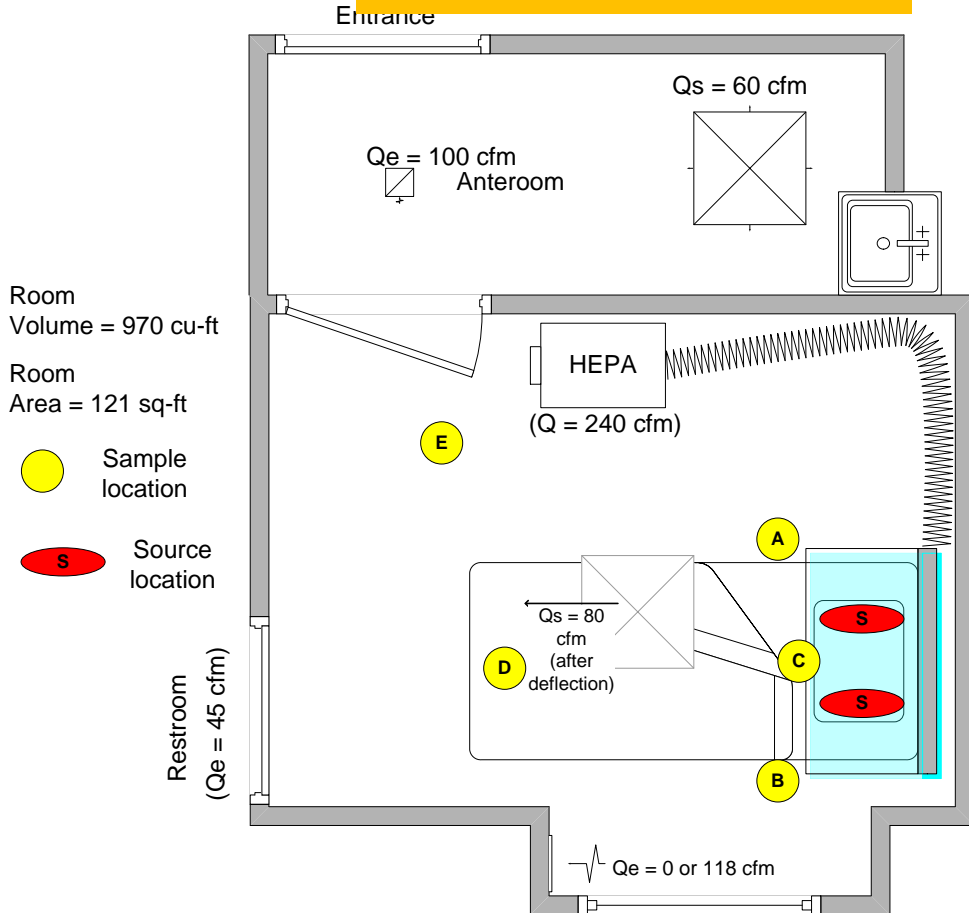 Entrance
Qs = 60 cfm
Qe = 100 cfm
Anteroom
Room
Volume = 970 cu-ft
Room
Area = 121 sq-ft
Sample
location
S
Source
location
HEPA
(Q = 240 cfm)
E
A
S
Qs = 80
cfm
(after
deflection)
C
D
S
B
Restroom
(Qe = 45 cfm)
Qe = 0 or 118 cfm